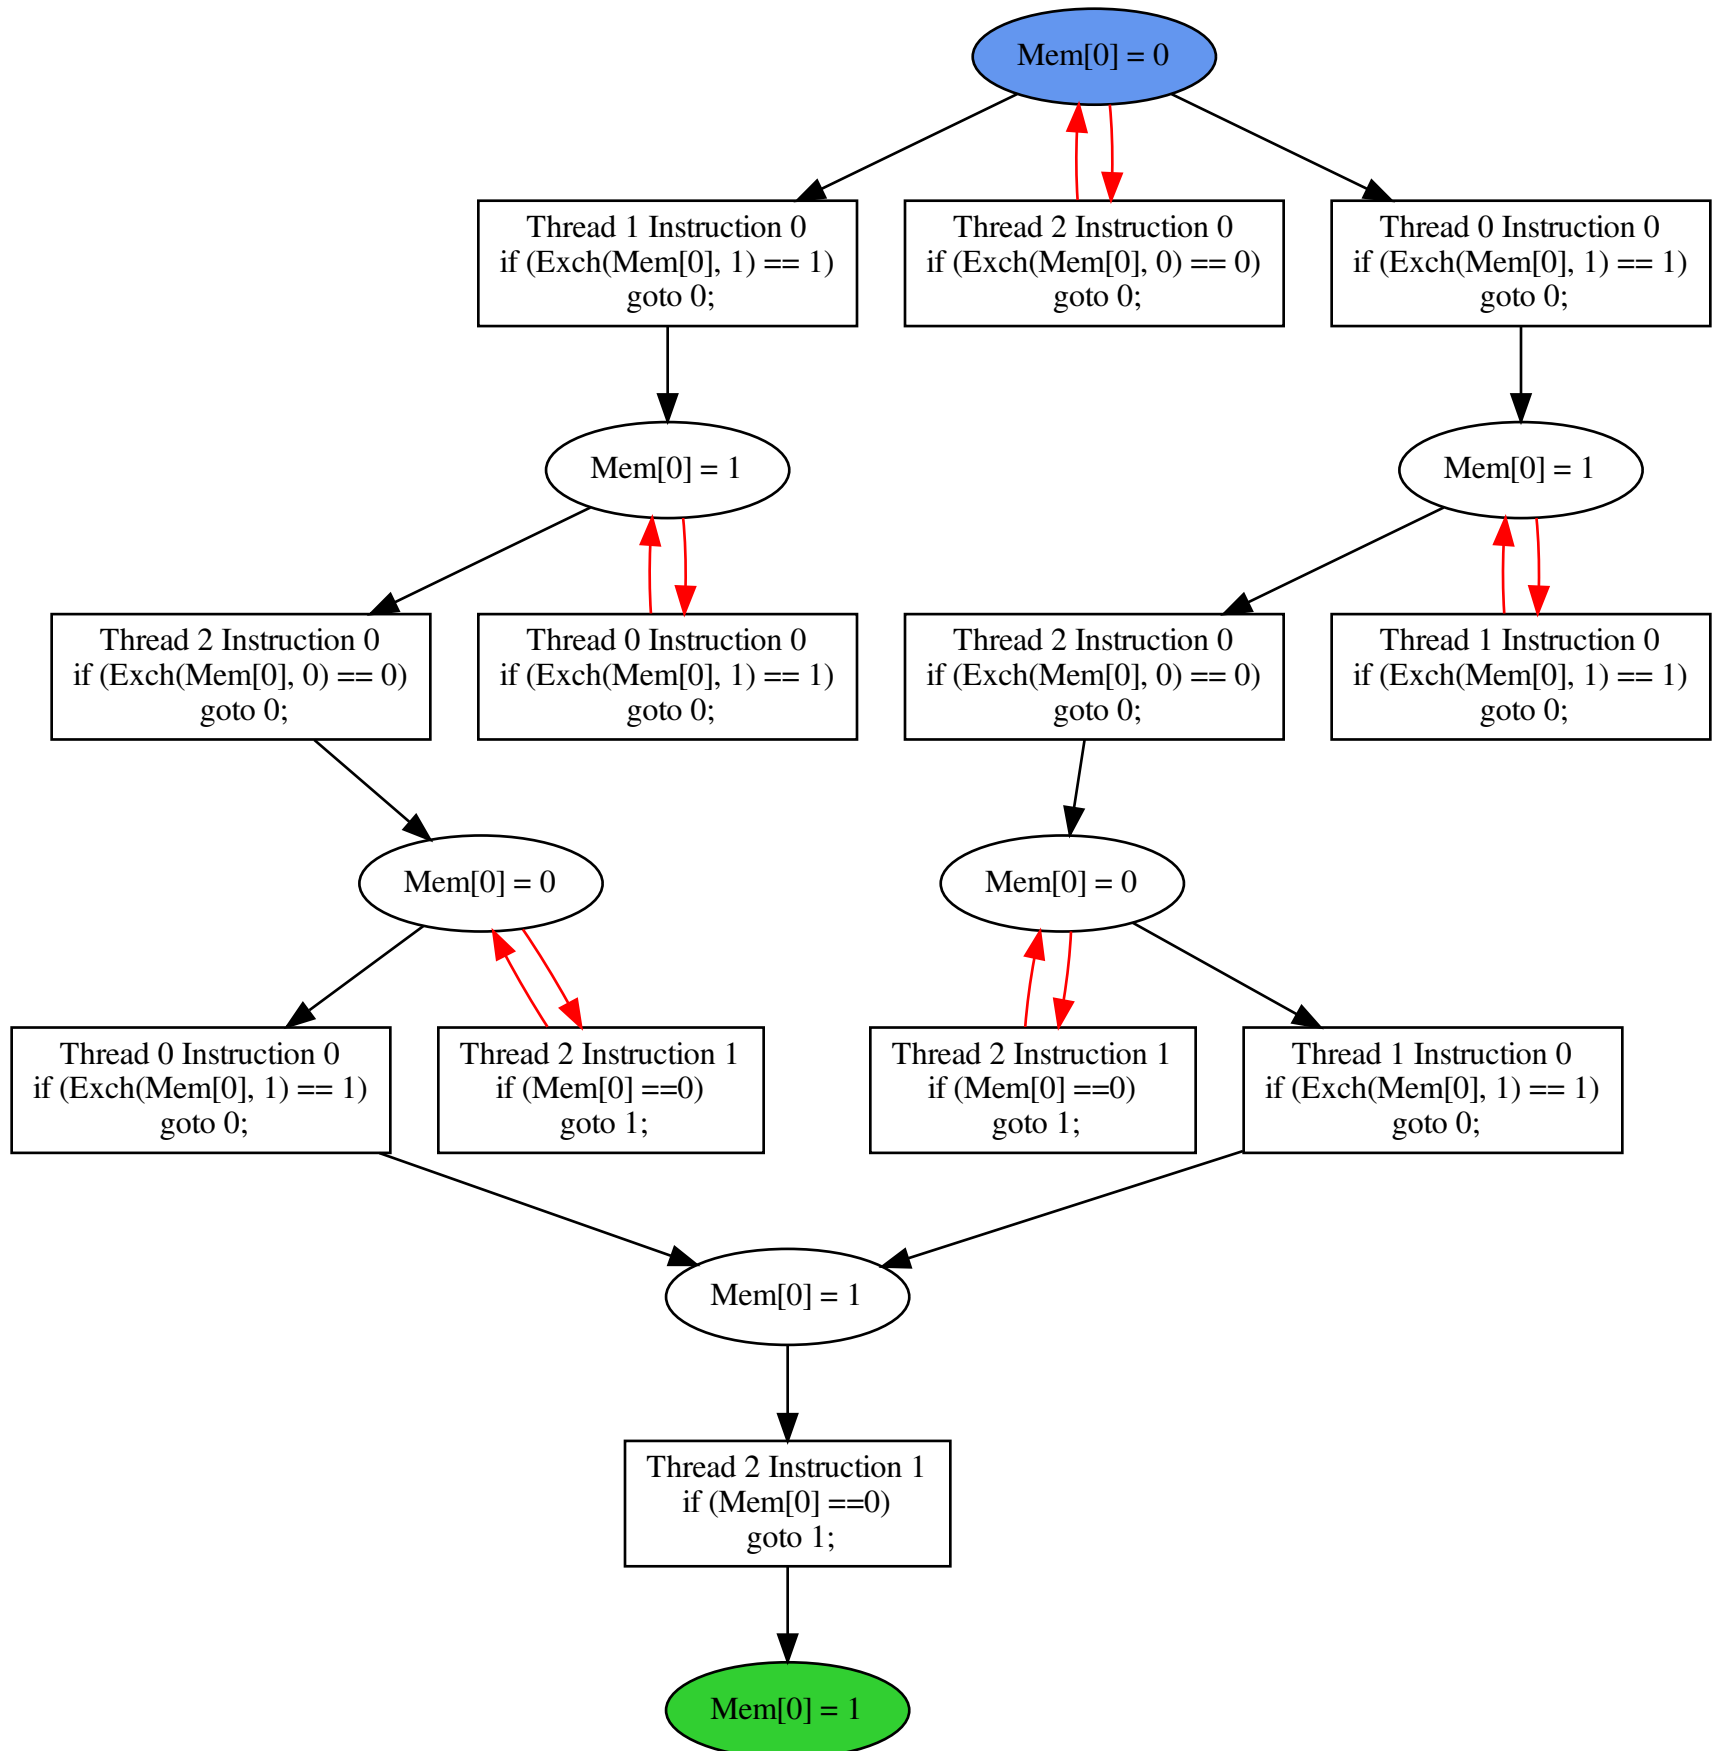 Mem[0] = 0
Thread 1 Instruction 0
if (Exch(Mem[0], 1) == 1)
goto 0;
Thread 2 Instruction 0
if (Exch(Mem[0], 0) == 0)
goto 0;
Thread 0 Instruction 0
if (Exch(Mem[0], 1) == 1)
goto 0;
Mem[0] = 1
Mem[0] = 1
Thread 2 Instruction 0
if (Exch(Mem[0], 0) == 0)
goto 0;
Thread 0 Instruction 0
if (Exch(Mem[0], 1) == 1)
goto 0;
Thread 2 Instruction 0
if (Exch(Mem[0], 0) == 0)
goto 0;
Thread 1 Instruction 0
if (Exch(Mem[0], 1) == 1)
goto 0;
Mem[0] = 0
Mem[0] = 0
Thread 0 Instruction 0
if (Exch(Mem[0], 1) == 1)
goto 0;
Thread 2 Instruction 1
if (Mem[0] ==0)
goto 1;
Thread 2 Instruction 1
if (Mem[0] ==0)
goto 1;
Thread 1 Instruction 0
if (Exch(Mem[0], 1) == 1)
goto 0;
Mem[0] = 1
Thread 2 Instruction 1
if (Mem[0] ==0)
goto 1;
Mem[0] = 1